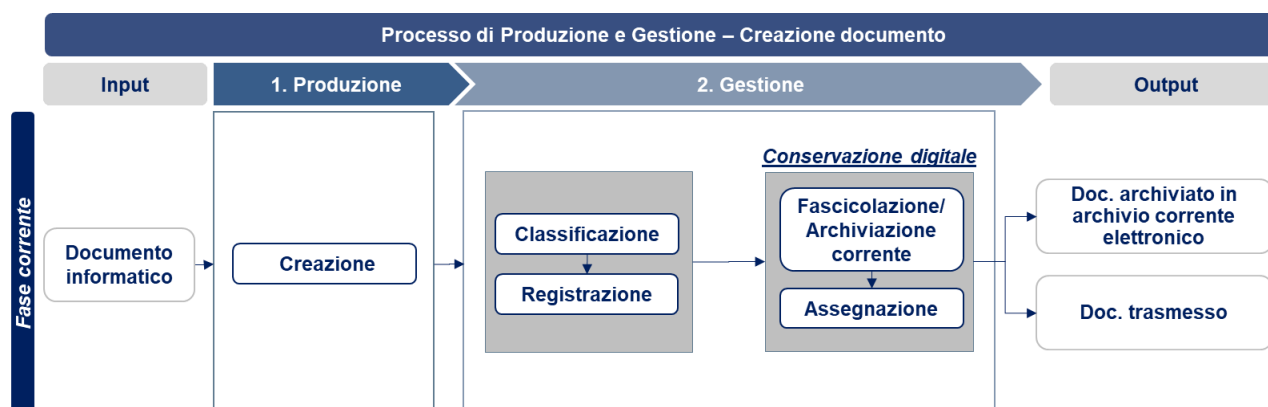 Processo di Produzione e Gestione – Creazione documento
Input
1. Produzione
2. Gestione
Output
Fase corrente
Documento
informatico
Creazione
Classificazione
Registrazione
Conservazione digitale
Fascicolazione/
Archiviazione
corrente
Assegnazione
Doc. archiviato in
archivio corrente
elettronico
Doc. trasmesso